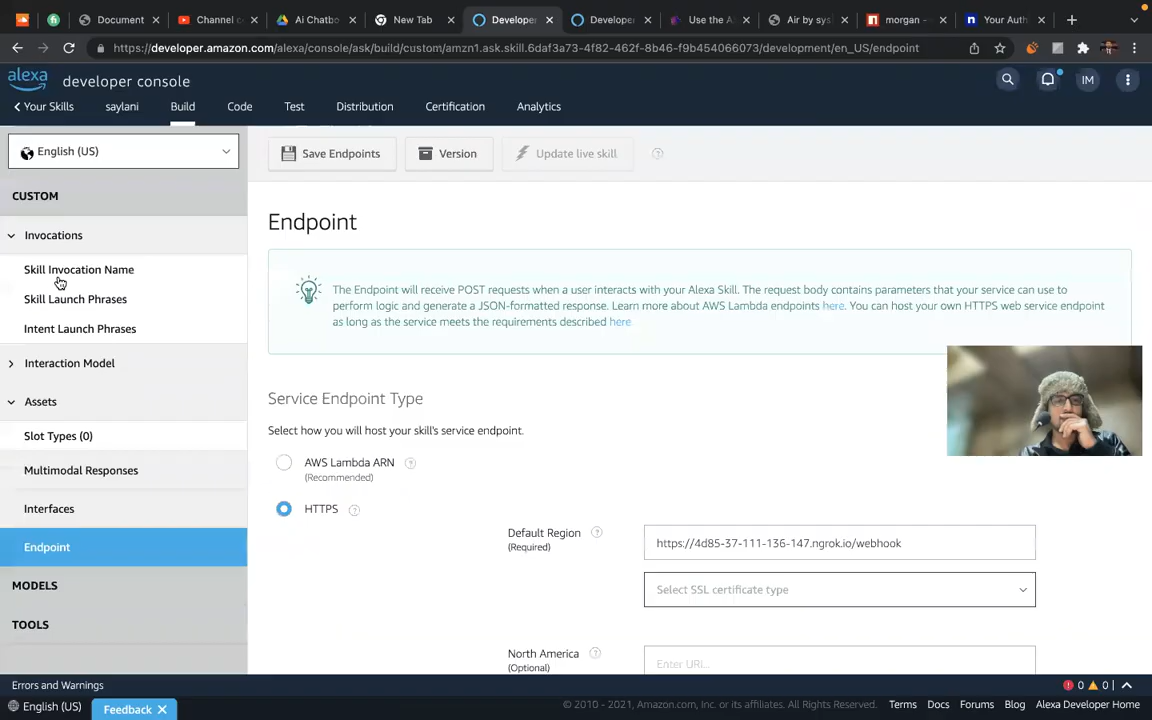 Document
Channel c
Ai Chatbo
New Tab
Developer
Developer
Use the A
Air by sys
morgan -
Your Auth
https://developer.amazon.com/alexa/console/ask/build/custom/amzn1.ask.skill.6daf3a73-4f82-462f-8b46-f9b454066073/development/en_US/endpoint
alexa developer console
IM
Your Skills saylani Build Code Test Distribution Certification Analytics
English (US)
Save Endpoints Version Update live skill
CUSTOM
Invocations
Skill Invocation Name
Skill Launch Phrases
Intent Launch Phrases
Interaction Model
Assets
Slot Types (0)
Multimodal Responses
Interfaces
Endpoint
MODELS
TOOLS
Endpoint
The Endpoint will receive POST requests when a user interacts with your Alexa Skill. The request body contains parameters that your service can use to
perform logic and generate a JSON-formatted response. Learn more about AWS Lambda endpoints here. You can host your own HTTPS web service endpoint
as long as the service meets the requirements described here.
Service Endpoint Type
Select how you will host your skill's service endpoint.
AWS Lambda ARN
(Recommended)
HTTPS
Default Region
(Required)
https://4d85-37-111-136-147.ngrok.io/webhook
Select SSL certificate type
North America
(Optional)
Enter URI...
Errors and Warnings
0 0
English (US) Feedback
© 2010 - 2021, Amazon.com, Inc. or its affiliates. All Rights Reserved. Terms Docs Forums Blog Alexa Developer Home